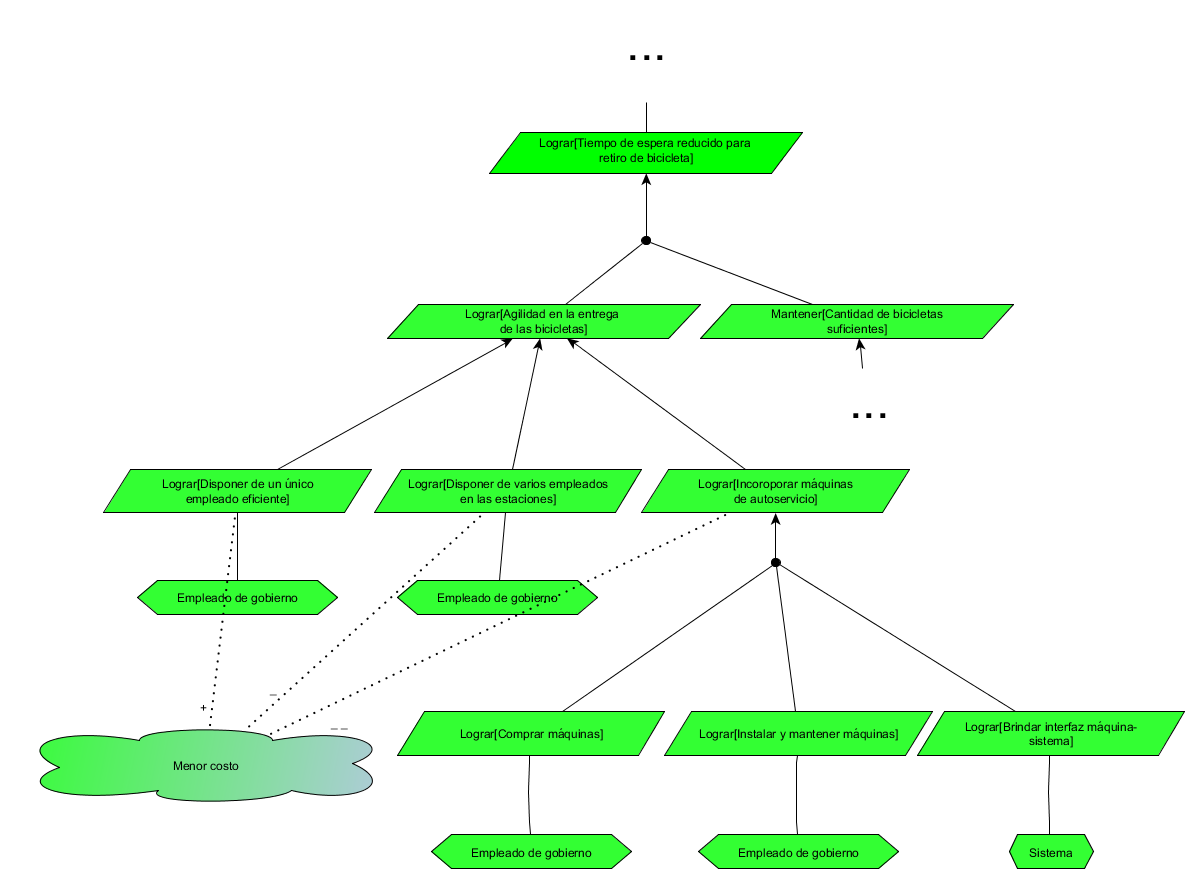 ...
Lograr[Tiempo de espera reducido para
retiro de bicicleta]
Lograr[Agilidad en la entrega
de las bicicletas]
Mantener[Cantidad de bicicletas
suficientes]
...
Lograr[Disponer de un único
empleado eficiente]
Lograr[Disponer de varios empleados
en las estaciones]
Lograr[Incoroporar máquinas
de autoservicio]
Empleado de gobierno
Empleado de gobierno
+
—
— —
Menor costo
Lograr[Comprar máquinas]
Lograr[Instalar y mantener máquinas]
Lograr[Brindar interfaz máquina-
sistema]
Empleado de gobierno
Empleado de gobierno
Sistema